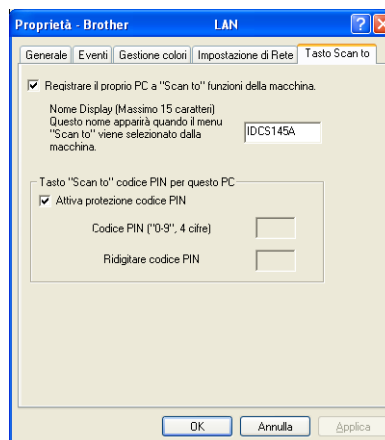 Proprietà - Brother LAN
Generale Eventi Gestione colori Impostazione di Rete Tasto Scan to
Registrare il proprio PC a "Scan to" funzioni della macchina.
Nome Display (Massimo 15 caratteri)
Questo nome apparirà quando il menu
"Scan to" viene selezionato dalla
macchina.
IDCS145A
Tasto "Scan to" codice PIN per questo PC
Attiva protezione codice PIN
Codice PIN ("0-9", 4 cifre)
Ridigitare codice PIN
OK Annulla Applica